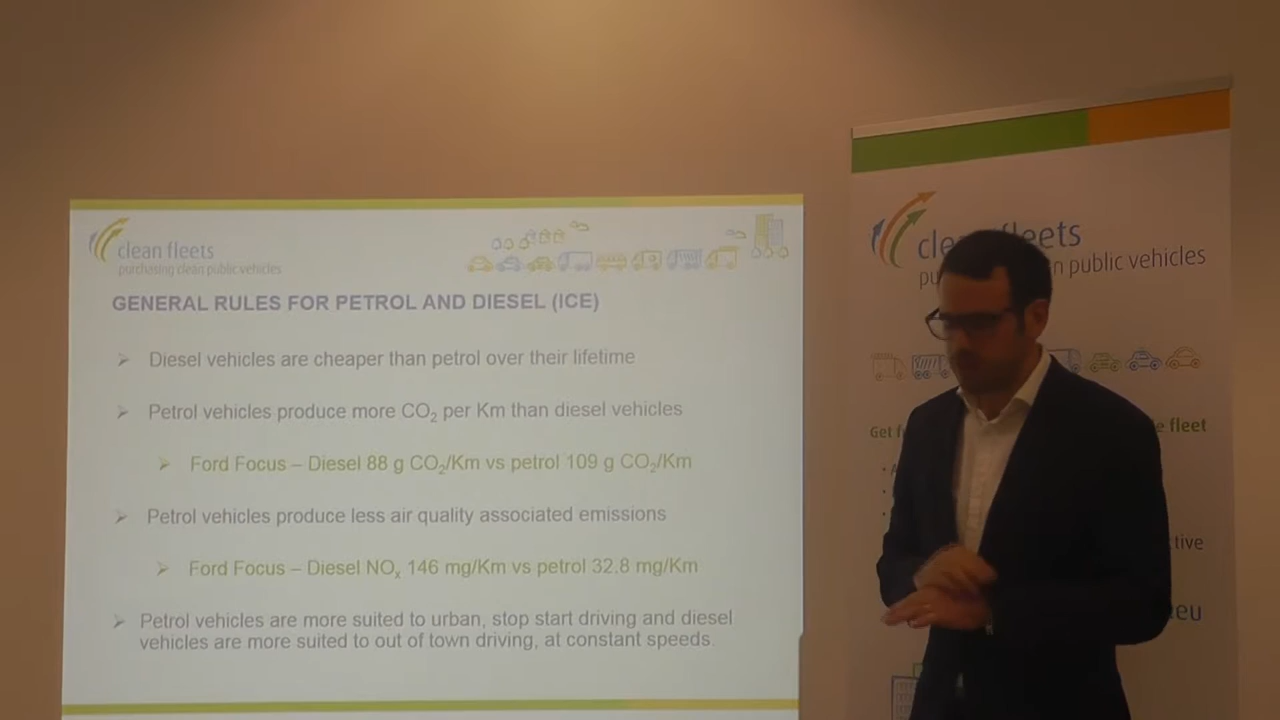 clean fleets
purchasing clean public vehicles
GENERAL RULES FOR PETROL AND DIESEL (ICE)
Diesel vehicles are cheaper than petrol over their lifetime
Petrol vehicles produce more CO₂ per Km than diesel vehicles
Ford Focus – Diesel 88 g CO₂/Km vs petrol 109 g CO₂/Km
Petrol vehicles produce less air quality associated emissions
Ford Focus – Diesel NOₓ 146 mg/Km vs petrol 32.8 mg/Km
Petrol vehicles are more suited to urban, stop start driving and diesel
vehicles are more suited to out of town driving, at constant speeds.
cle eets
pu n public vehicles
Get f e fleet
tive
eu